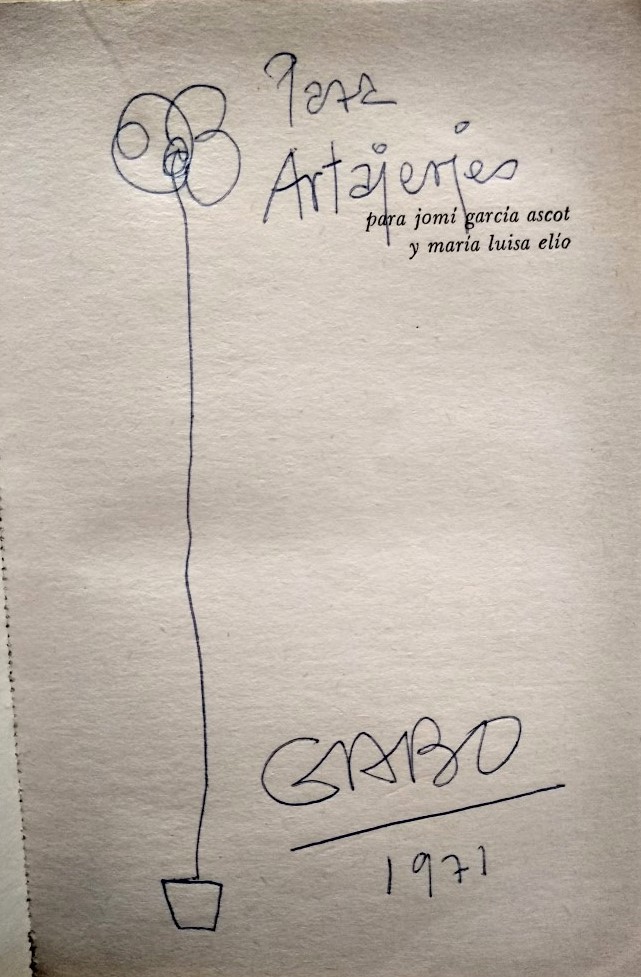 Para
Artajerjes
para jomí garcía ascot
y maría luisa elío
GABO
1971